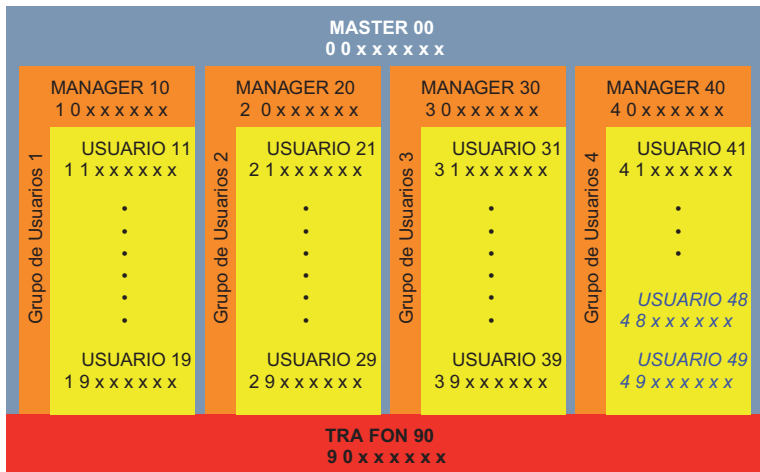 MASTER 00
0 0 x x x x x x
MANAGER 10
1 0 x x x x x x
Grupo de Usuarios 1
USUARIO 11
1 1 x x x x x x
USUARIO 19
1 9 x x x x x x
MANAGER 20
2 0 x x x x x x
Grupo de Usuarios 2
USUARIO 21
2 1 x x x x x x
USUARIO 29
2 9 x x x x x x
MANAGER 30
3 0 x x x x x x
Grupo de Usuarios 3
USUARIO 31
3 1 x x x x x x
USUARIO 39
3 9 x x x x x x
MANAGER 40
4 0 x x x x x x
Grupo de Usuarios 4
USUARIO 41
4 1 x x x x x x
USUARIO 48
4 8 x x x x x x
USUARIO 49
4 9 x x x x x x
TRA FON 90
9 0 x x x x x x